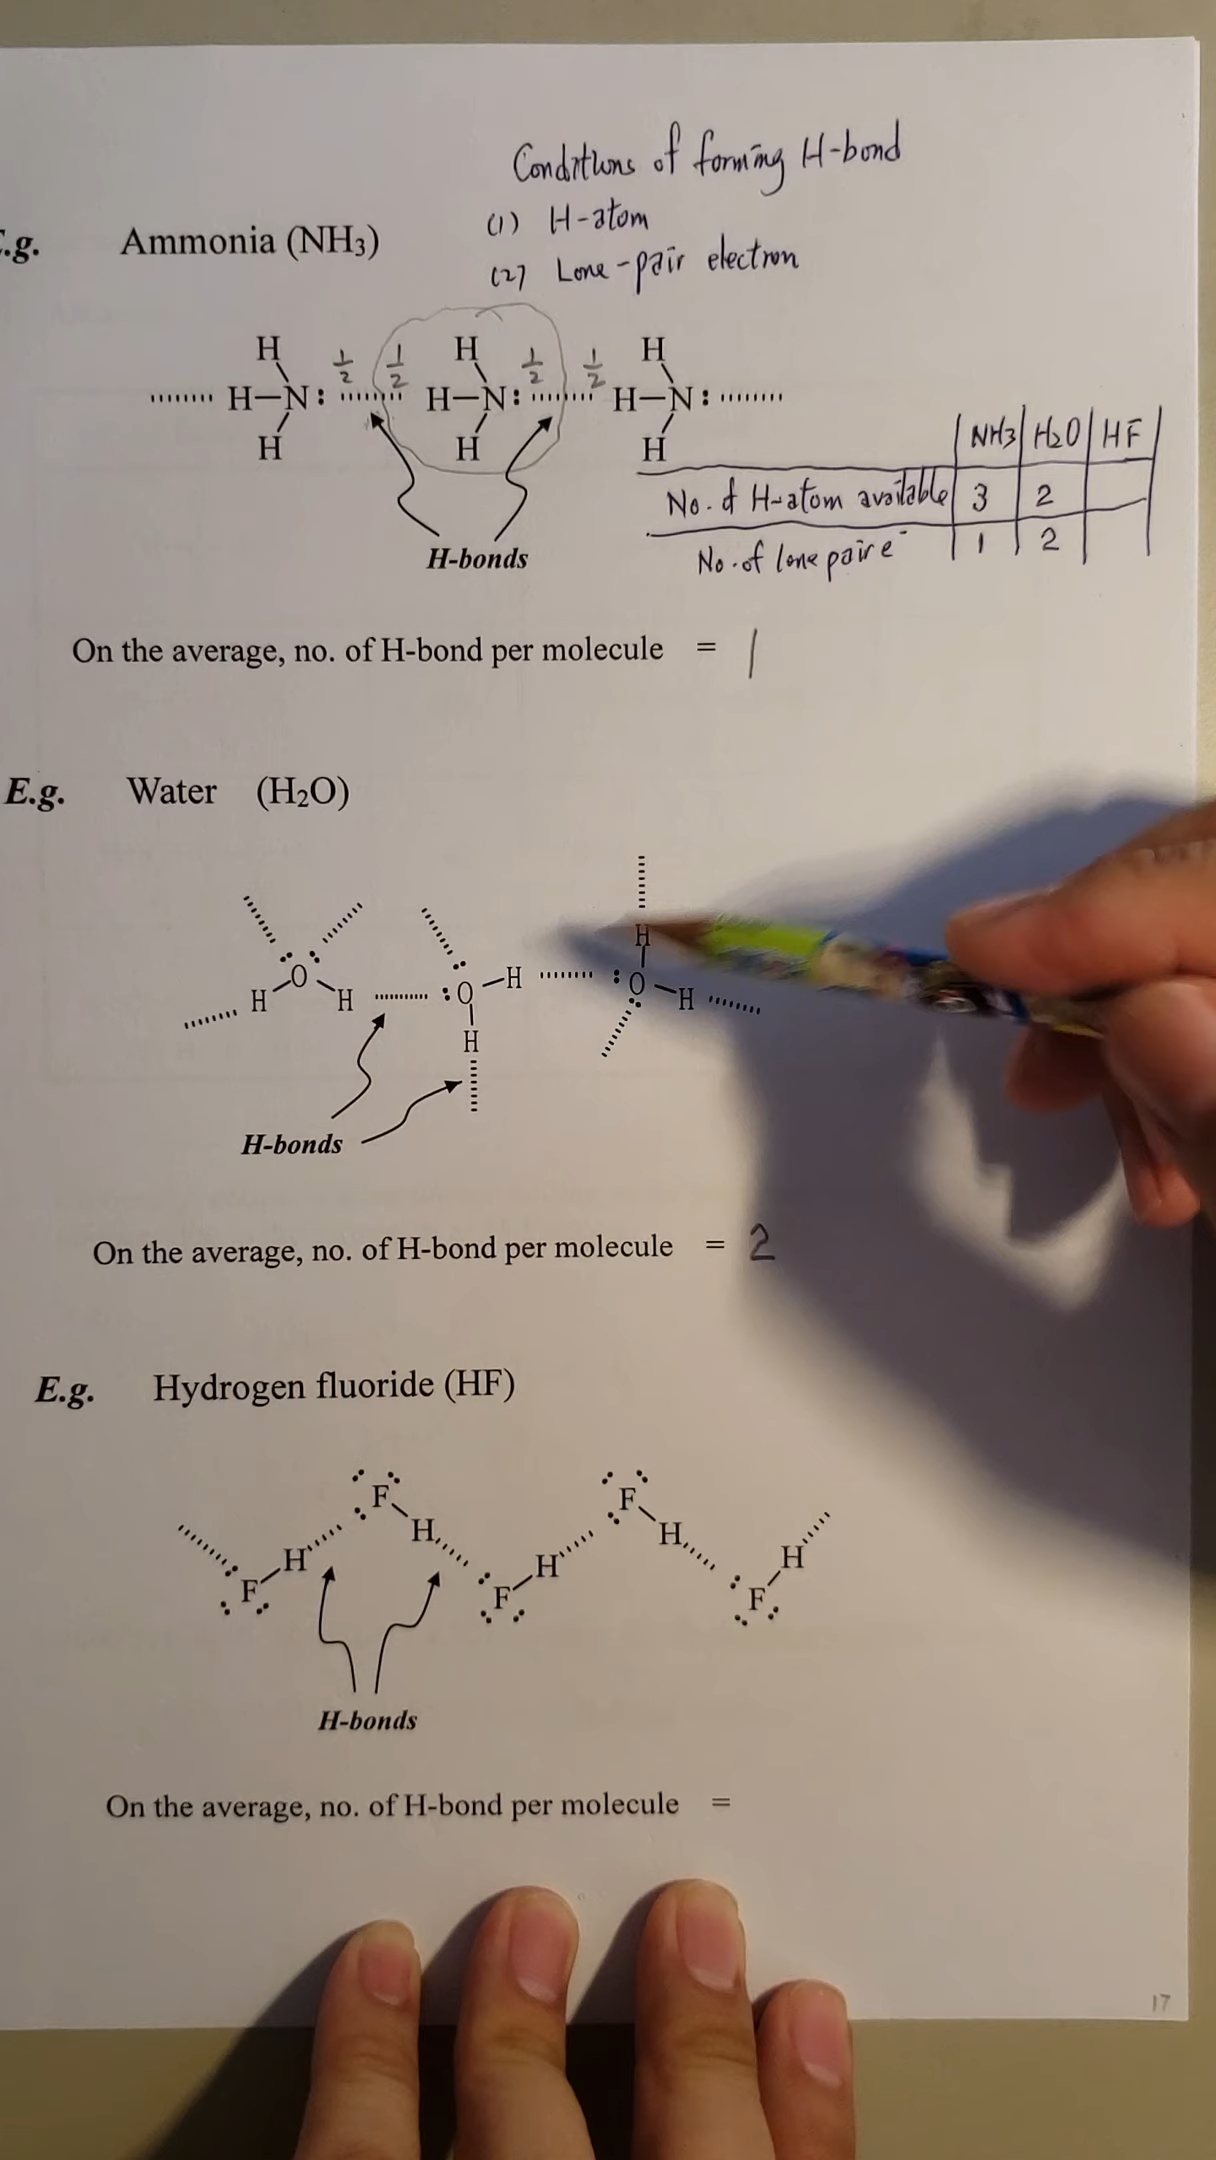 Conditions of forming H-bond
(1) H-atom
(2) Lone-pair electron
E.g. Ammonia (NH₃)
H H H
1/2 1/2 1/2 1/2
H–N: H–N: H–N:
H H H
H-bonds
NH₃ H₂O HF
No. of H-atom available 3 2
No. of lone pair e⁻ 1 2
On the average, no. of H-bond per molecule = 1
E.g. Water (H₂O)
H
O H :O –H :O –H
H H
H
H-bonds
On the average, no. of H-bond per molecule = 2
E.g. Hydrogen fluoride (HF)
F F
H H H H H
F F F
H-bonds
On the average, no. of H-bond per molecule =
17